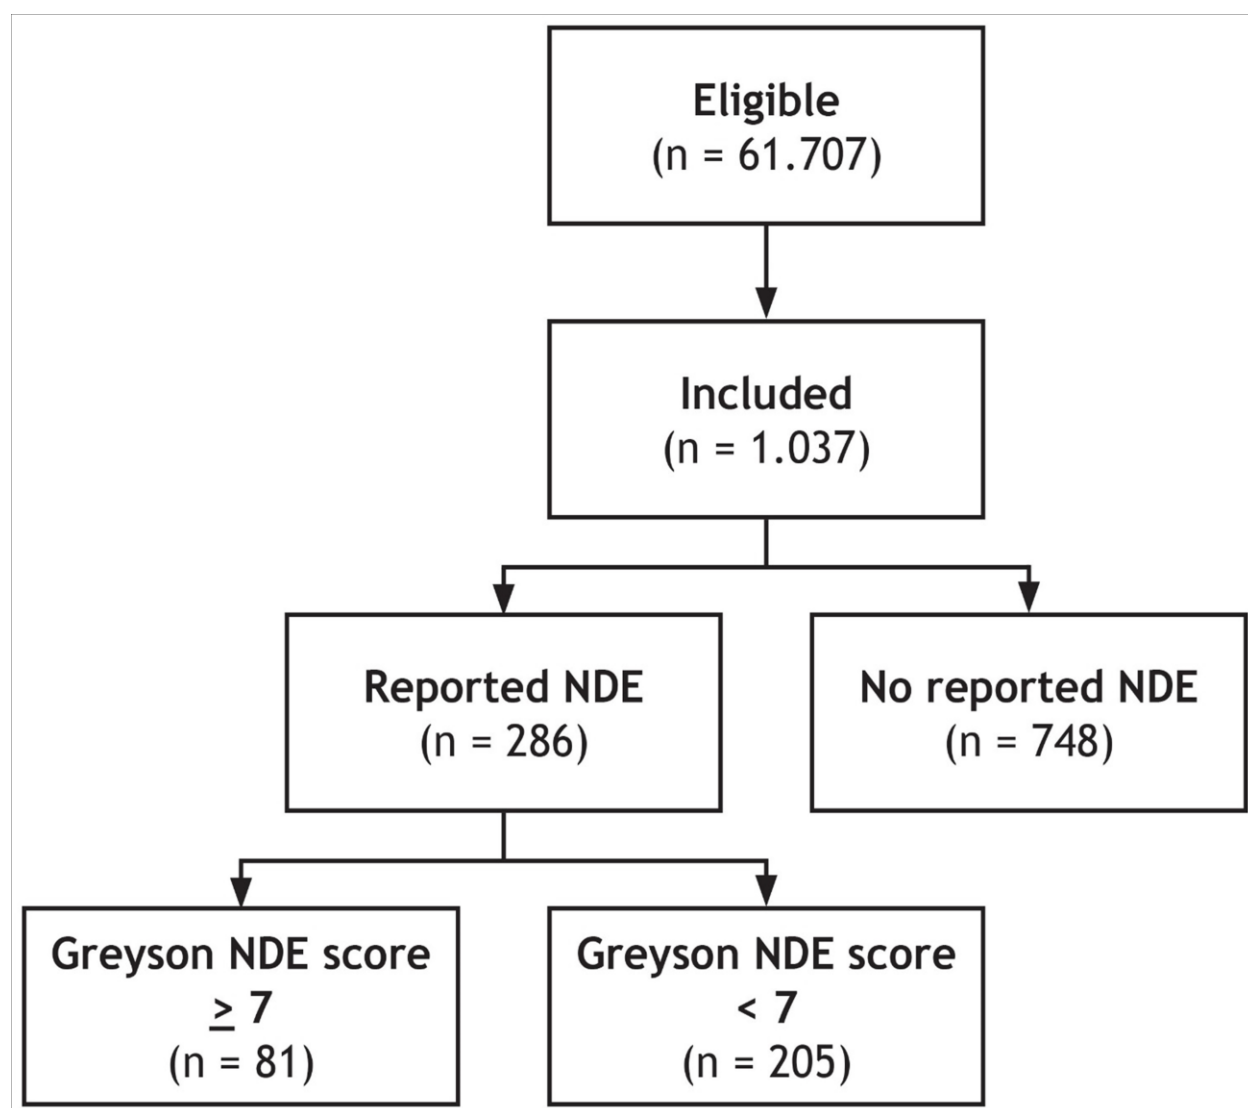 Eligible
(n = 61.707)
Included
(n = 1.037)
Reported NDE
(n = 286)
No reported NDE
(n = 748)
Greyson NDE score
≥ 7
(n = 81)
Greyson NDE score
< 7
(n = 205)